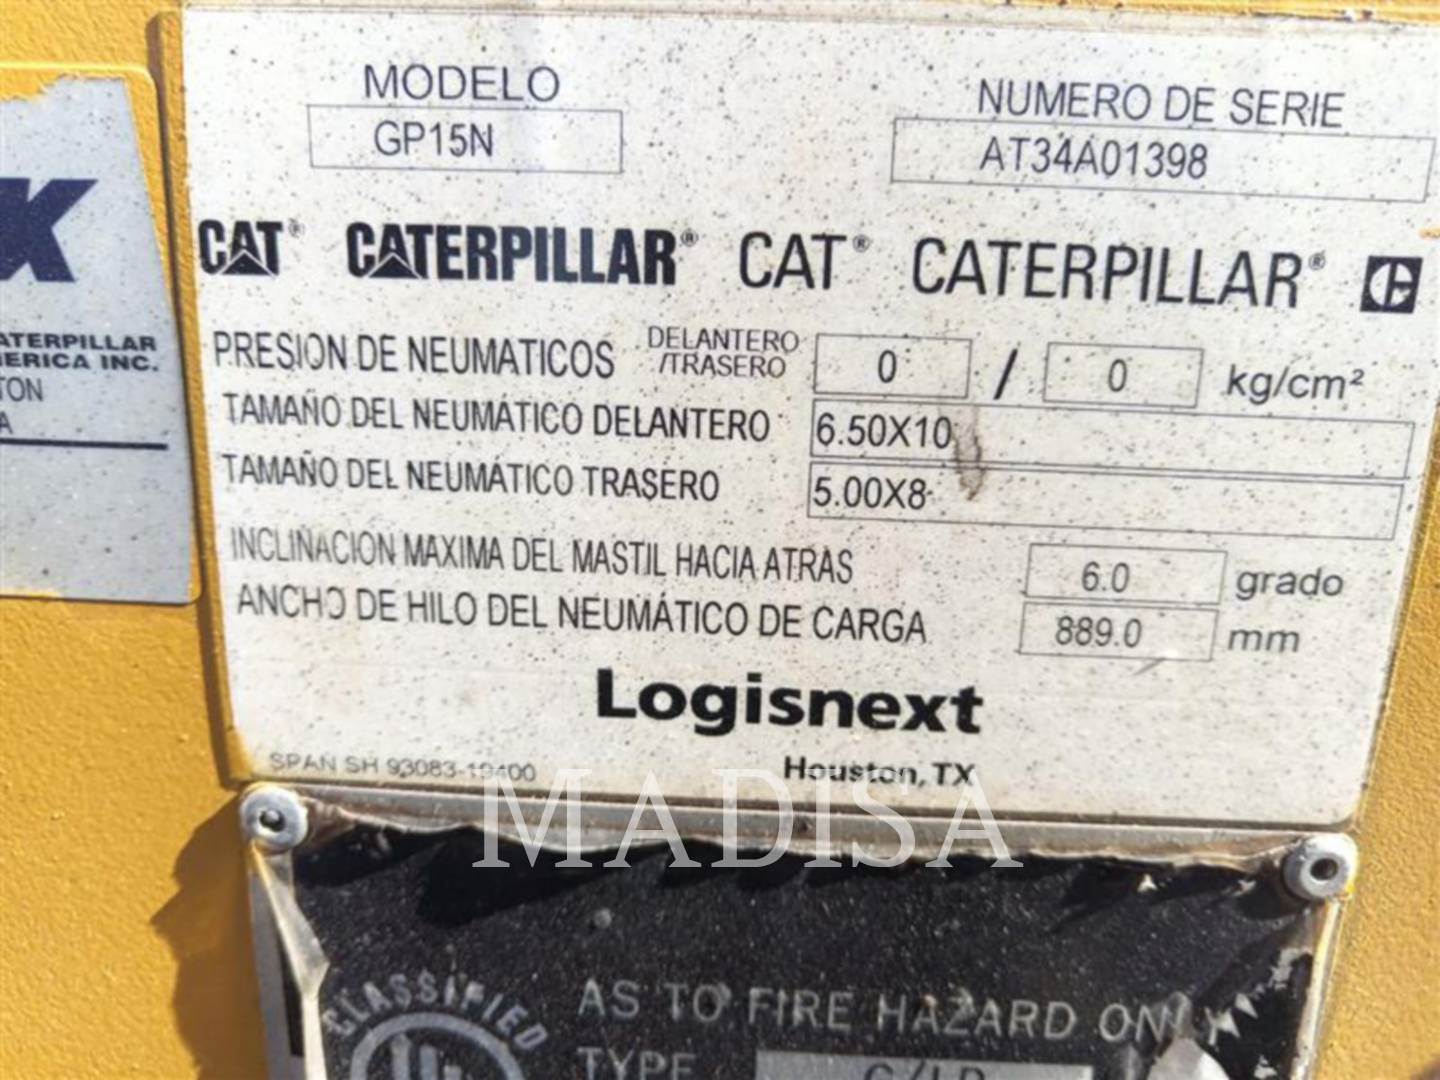 MODELO
GP15N
NUMERO DE SERIE
AT34A01398
K
ATERPILLAR
ERICA INC.
TON
A
CAT® CATERPILLAR® CAT® CATERPILLAR®
PRESION DE NEUMATICOS DELANTERO /TRASERO 0 / 0 kg/cm²
TAMAÑO DEL NEUMÁTICO DELANTERO 6.50X10
TAMAÑO DEL NEUMÁTICO TRASERO 5.00X8
INCLINACION MAXIMA DEL MASTIL HACIA ATRAS 6.0 grado
ANCHO DE HILO DEL NEUMÁTICO DE CARGA 889.0 mm
Logisnext
SPAN SH 93083-19400
Houston, TX
MADISA
CLASSIFIED
UL
AS TO FIRE HAZARD ONLY
TYPE G/LP